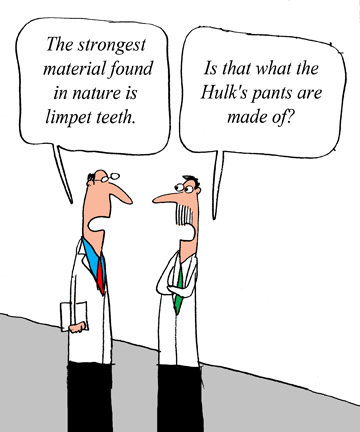 The strongest
material found
in nature is
limpet teeth.
Is that what the
Hulk's pants are
made of?